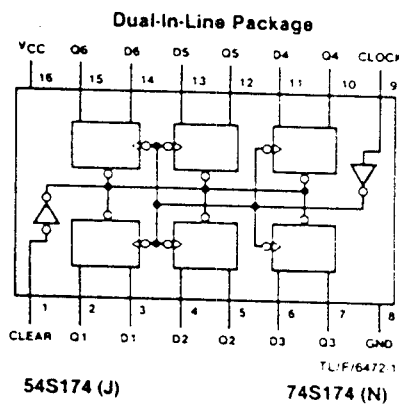 Dual-In-Line Package
VCC Q6 D6 D5 Q5 D4 Q4 CLOCK
16 15 14 13 12 11 10 9
1 2 3 4 5 6 7 8
CLEAR Q1 D1 D2 Q2 D3 Q3 GND
TL/F/6472-1
54S174 (J) 74S174 (N)